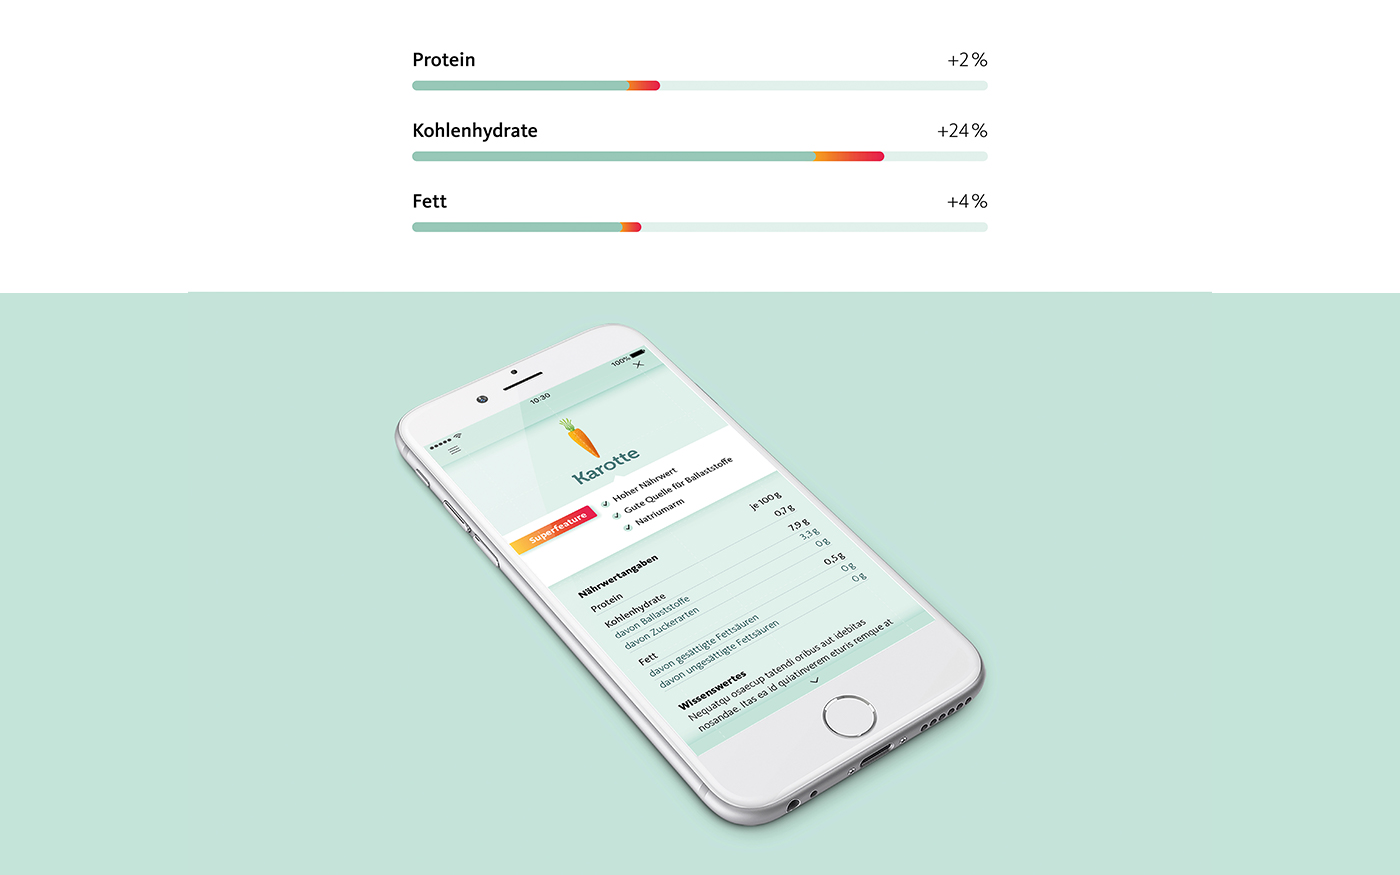 Protein +2 %
Kohlenhydrate +24 %
Fett +4 %
100%
10:30
Karotte
Superfeature
Hoher Nährwert
Gute Quelle für Ballaststoffe
Natriumarm
Nährwertangaben je 100 g
Protein 0,7 g
Kohlenhydrate 7,9 g
davon Ballaststoffe 3,3 g
davon Zuckerarten 0 g
Fett 0,5 g
davon gesättigte Fettsäuren 0 g
davon ungesättigte Fettsäuren 0 g
Wissenswertes
Nequatqu osaecup tatendi oribus aut idebitas
nosandae. Itas ea id quiatinverem eturis remque at